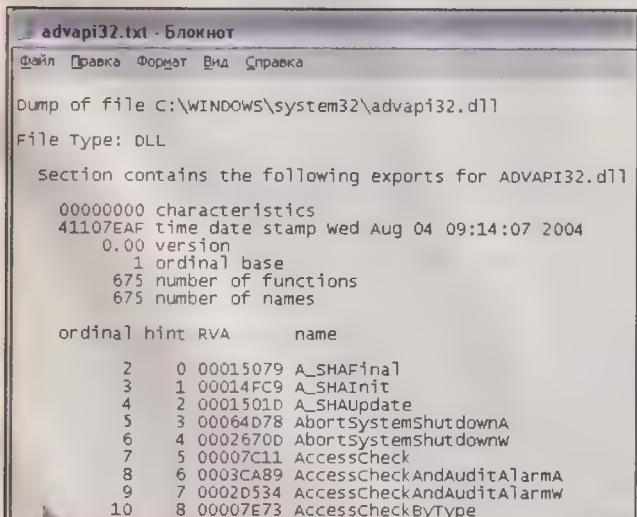 advapi32.txt - Блокнот
Файл Правка Формат Вид Справка
Dump of file C:\WINDOWS\system32\advapi32.dll
File Type: DLL
Section contains the following exports for ADVAPI32.dll
00000000 characteristics
41107EAF time date stamp Wed Aug 04 09:14:07 2004
0.00 version
1 ordinal base
675 number of functions
675 number of names
ordinal hint RVA name
2 0 00015079 A_SHAFinal
3 1 00014FC9 A_SHAInit
4 2 0001501D A_SHAUpdate
5 3 00064D78 AbortSystemShutdownA
6 4 0002670D AbortSystemShutdownW
7 5 00007C11 AccessCheck
8 6 0003CA89 AccessCheckAndAuditAlarmA
9 7 0002D534 AccessCheckAndAuditAlarmW
10 8 00007E73 AccessCheckByType